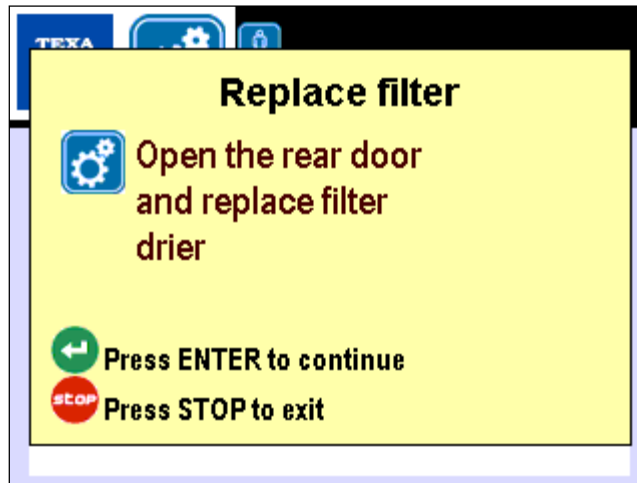 TEXA
Replace filter
Open the rear door
and replace filter
drier
Press ENTER to continue
stop
Press STOP to exit